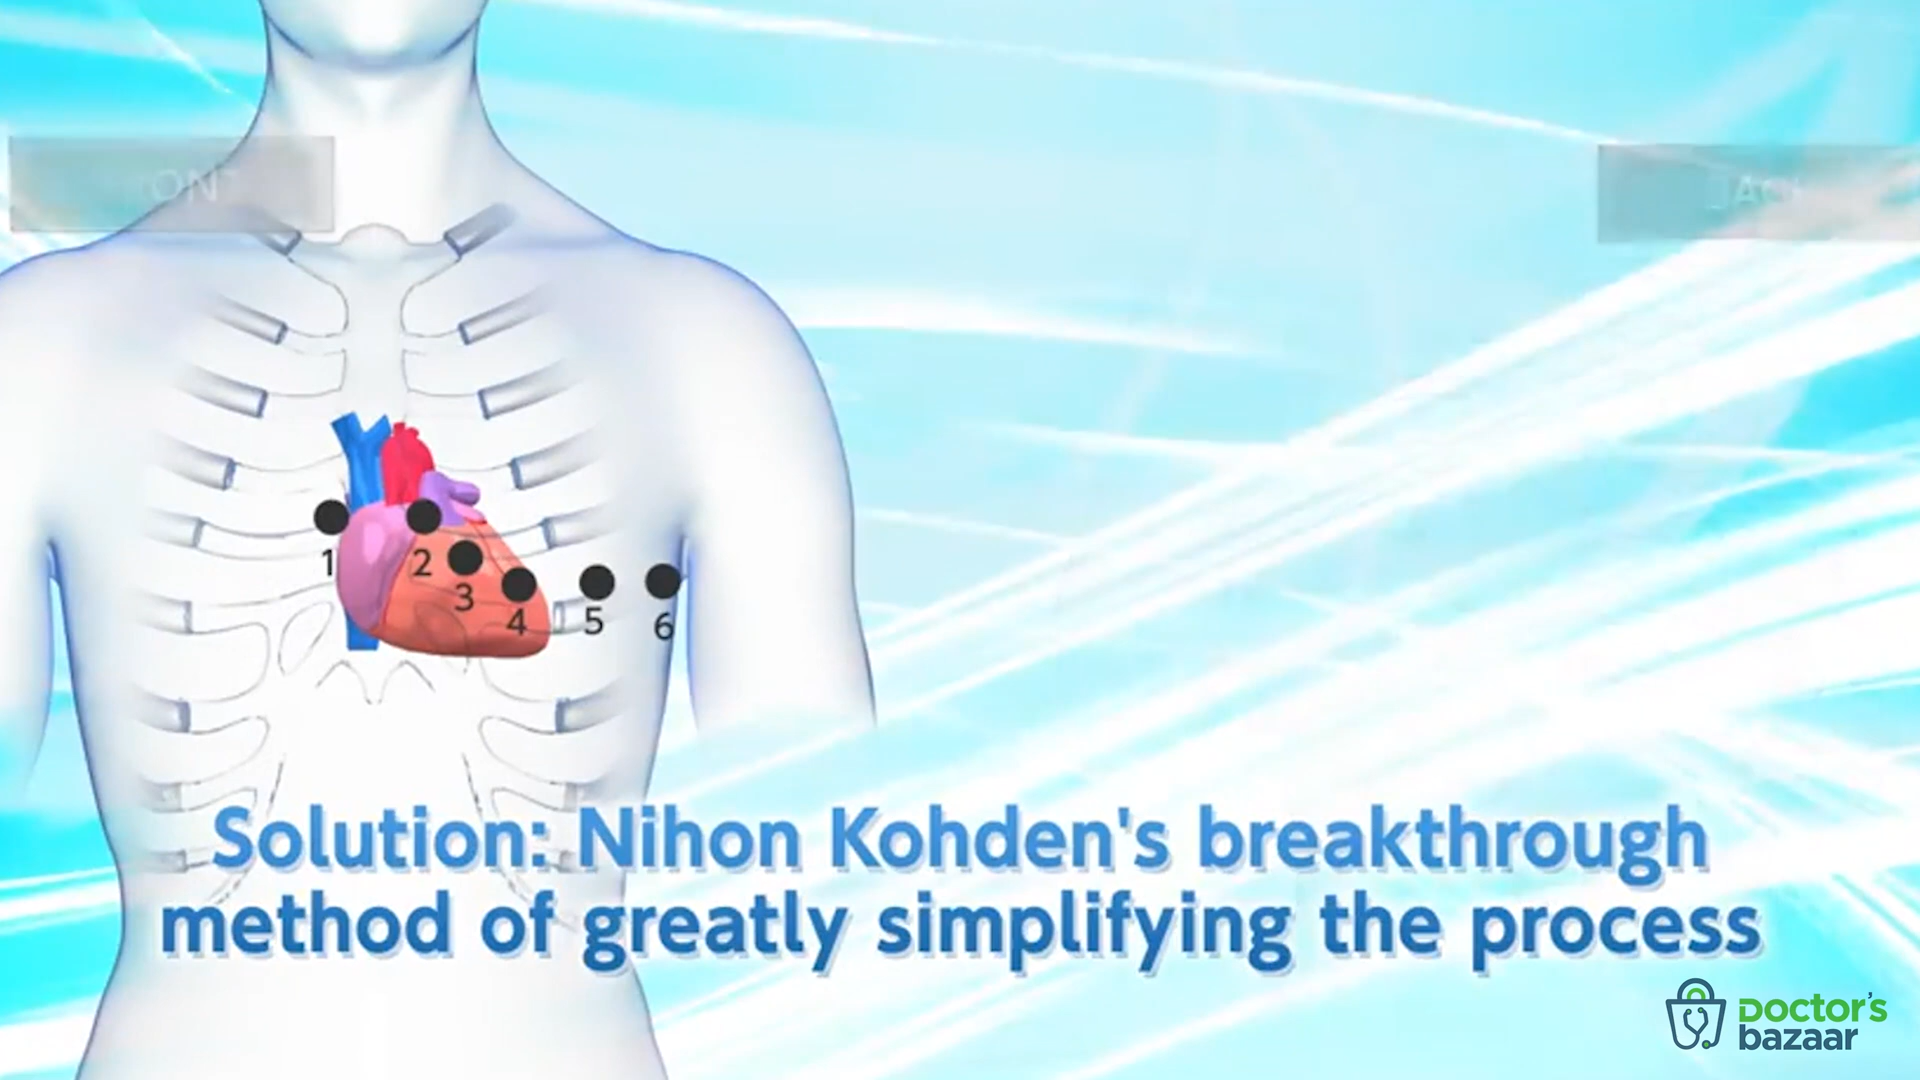 1
2
3
4
5
6
Solution: Nihon Kohden's breakthrough
method of greatly simplifying the process
Doctor's
bazaar